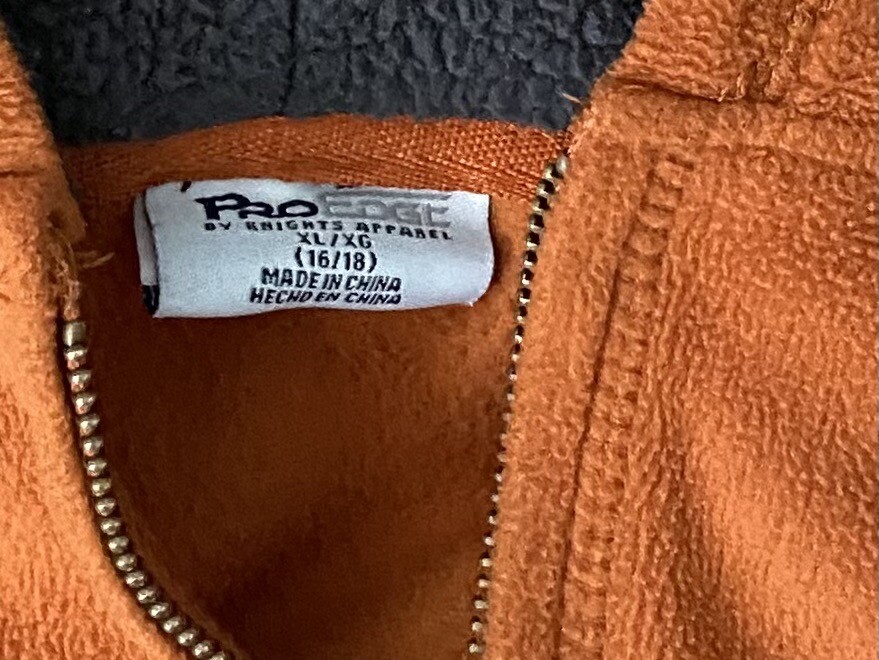 PROEDGE
BY KNIGHTS APPAREL
XL/XG
(16/18)
MADE IN CHINA
HECHO EN CHINA